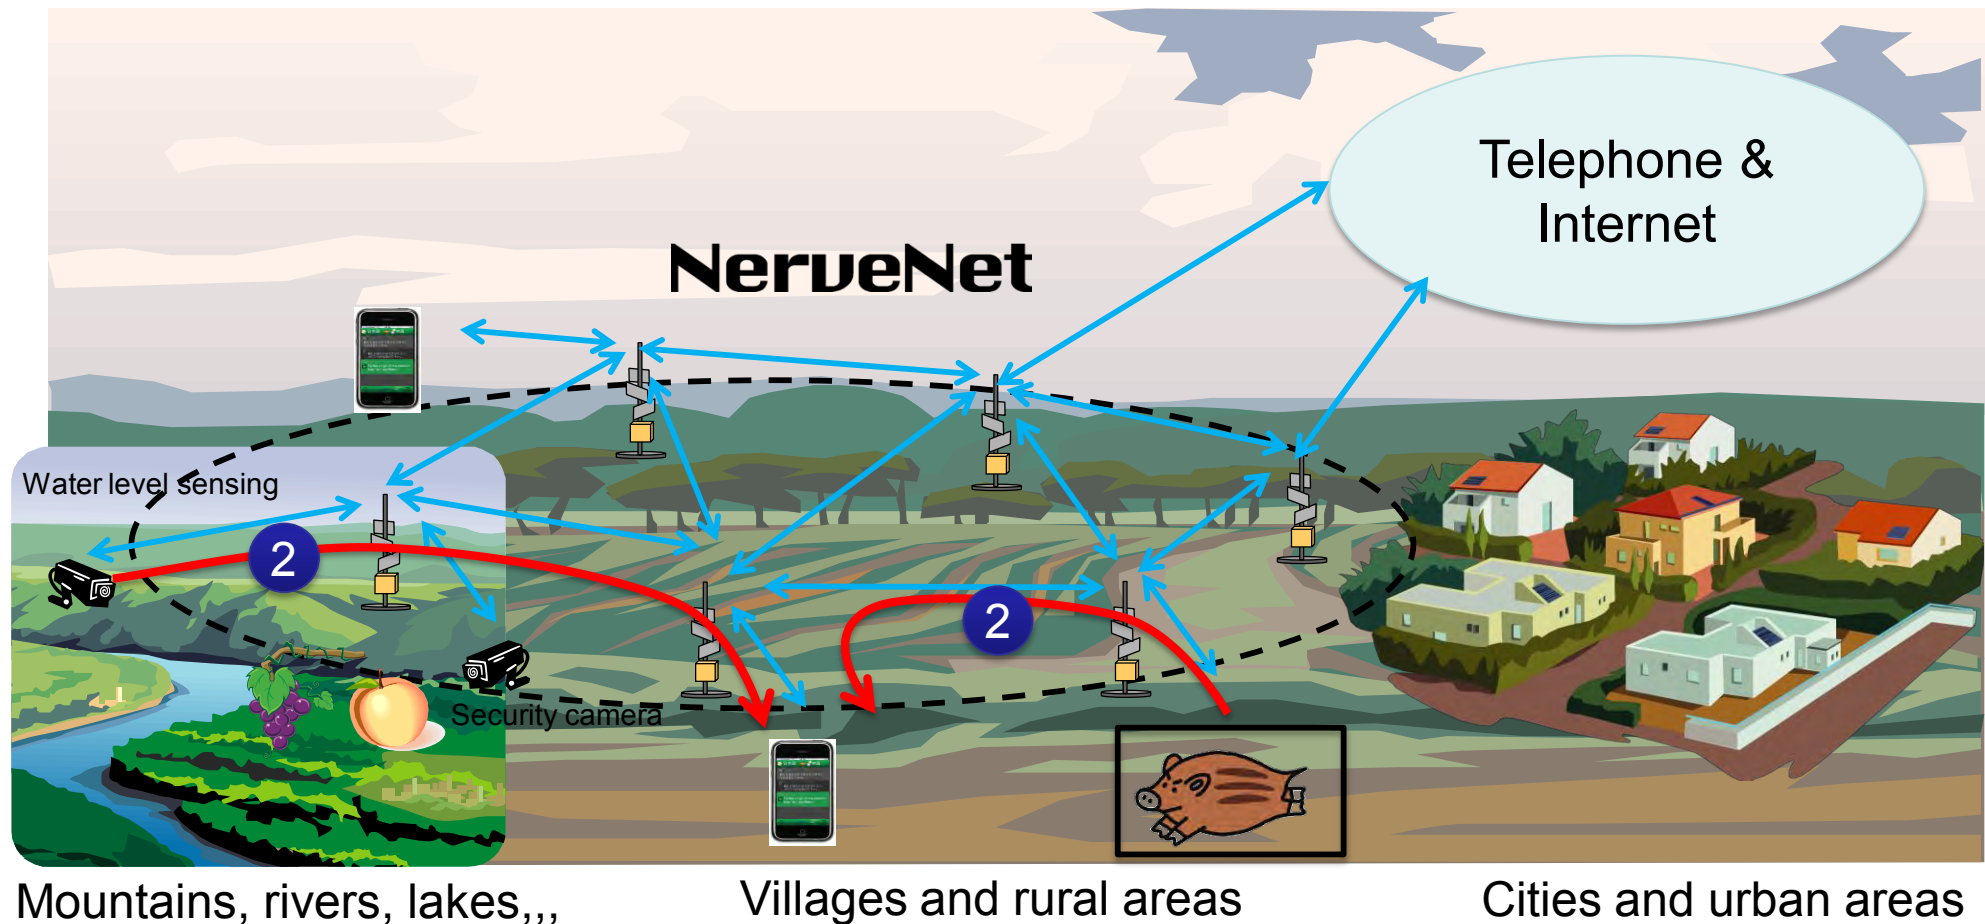 Telephone &
Internet
NerveNet
Water level sensing
2
2
Security camera
Mountains, rivers, lakes,,,
Villages and rural areas
Cities and urban areas